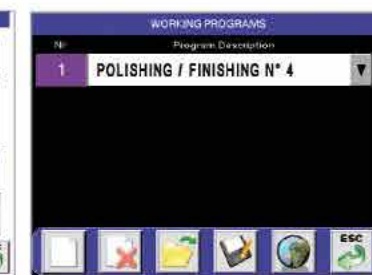 WORKING PROGRAMS
Nr Program Description
1 POLISHING / FINISHING N° 4
ESC